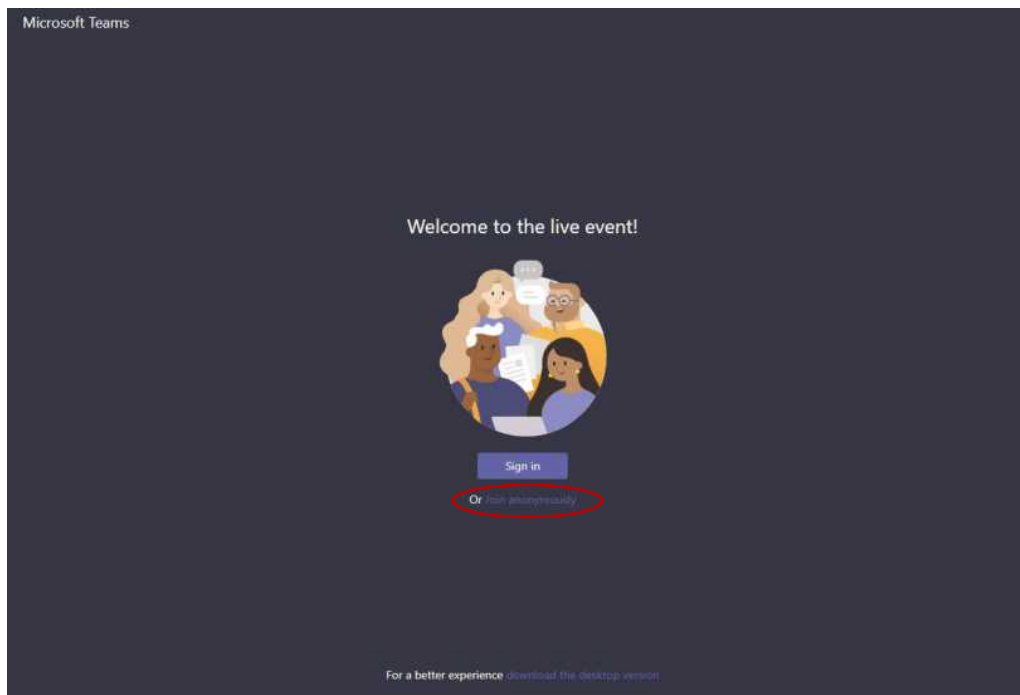 Microsoft Teams
Welcome to the live event!
Sign in
Or Join anonymously
For a better experience download the desktop version